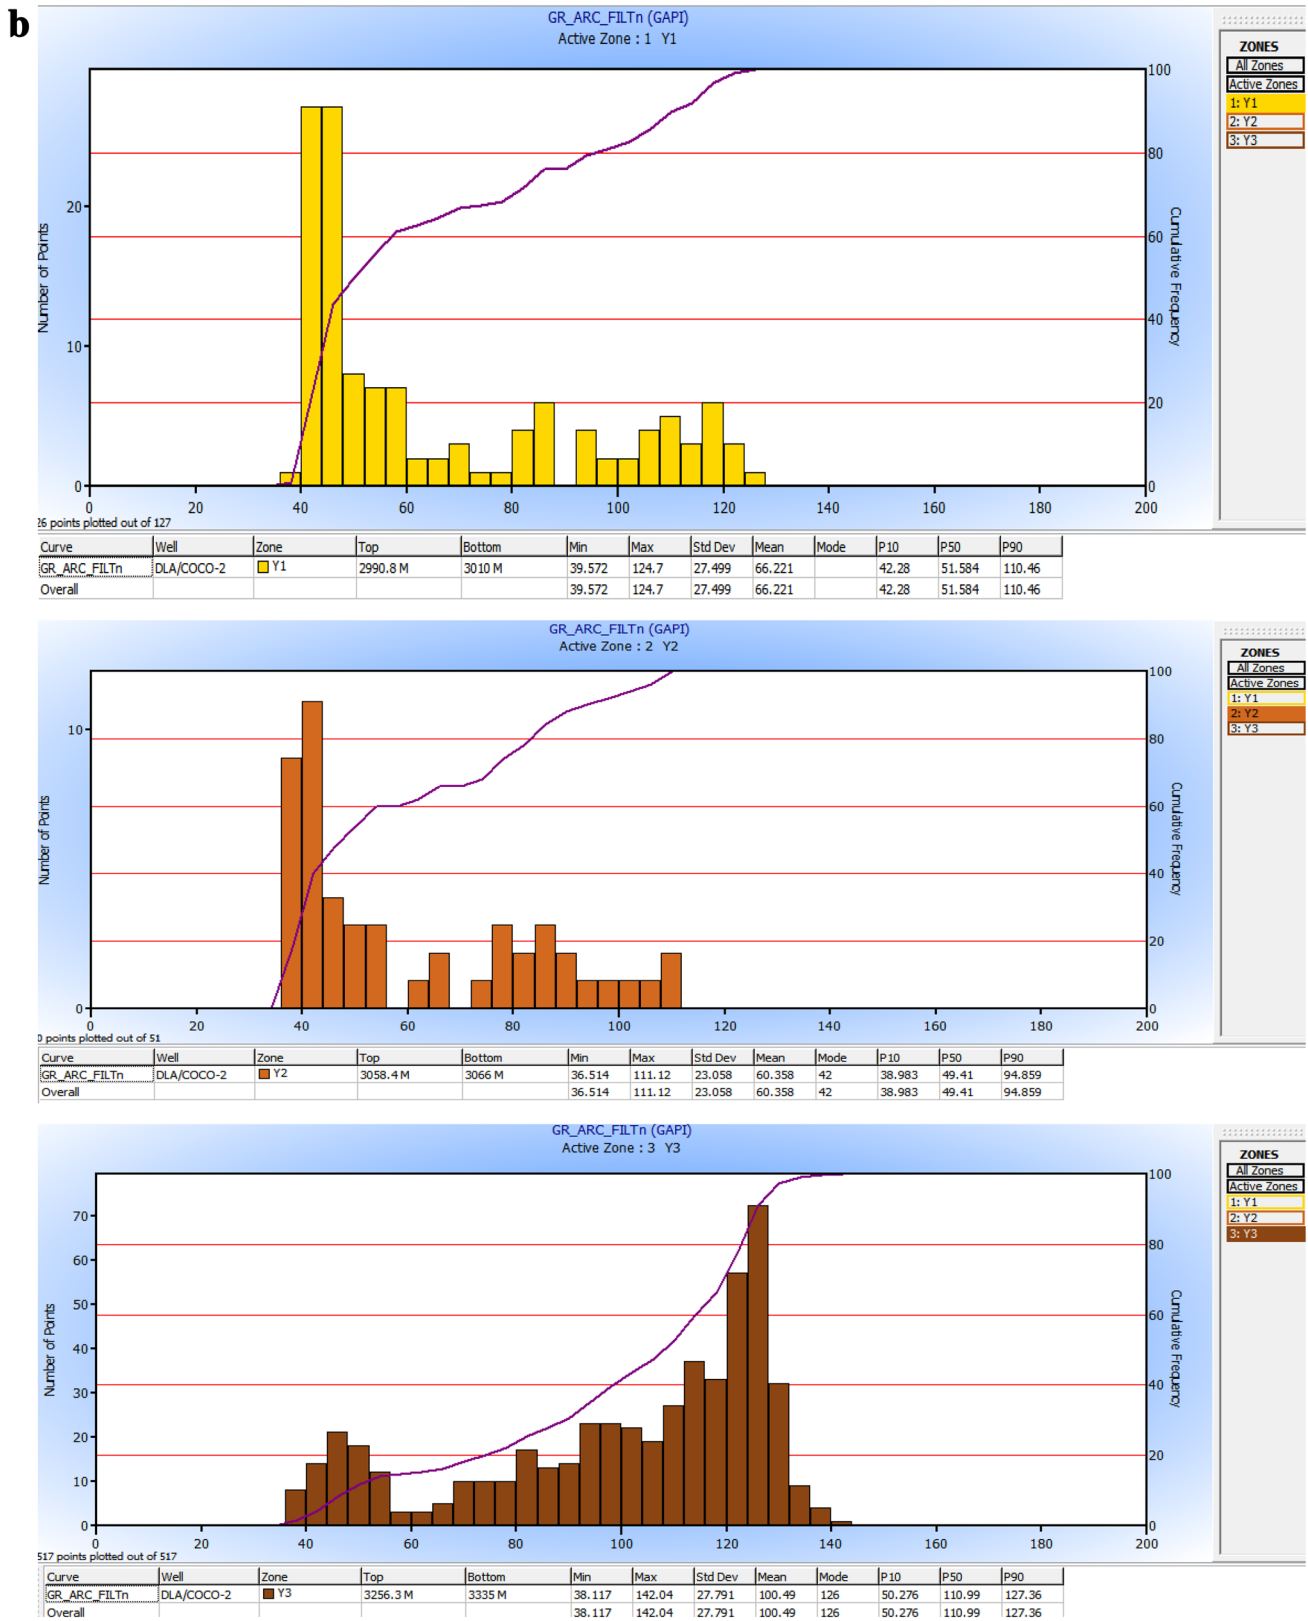 b
GR_ARC_FILTn (GAPI)
Active Zone : 1 Y1
ZONES
All Zones
Active Zones
1: Y1
2: Y2
3: Y3
Number of Points
0
10
20
Cumulative Frequency
100
80
60
40
20
0
0 20 40 60 80 100 120 140 160 180 200
26 points plotted out of 127
Curve Well Zone Top Bottom Min Max Std Dev Mean Mode P10 P50 P90
GR_ARC_FILTn DLA/COCO-2 Y1 2990.8 M 3010 M 39.572 124.7 27.499 66.221 42.28 51.584 110.46
Overall 39.572 124.7 27.499 66.221 42.28 51.584 110.46
GR_ARC_FILTn (GAPI)
Active Zone : 2 Y2
ZONES
All Zones
Active Zones
1: Y1
2: Y2
3: Y3
Number of Points
10
0
Cumulative Frequency
100
80
60
40
20
0
0 20 40 60 80 100 120 140 160 180 200
0 points plotted out of 51
Curve Well Zone Top Bottom Min Max Std Dev Mean Mode P10 P50 P90
GR_ARC_FILTn DLA/COCO-2 Y2 3058.4 M 3066 M 36.514 111.12 23.058 60.358 42 38.983 49.41 94.859
Overall 36.514 111.12 23.058 60.358 42 38.983 49.41 94.859
GR_ARC_FILTn (GAPI)
Active Zone : 3 Y3
ZONES
All Zones
Active Zones
1: Y1
2: Y2
3: Y3
Number of Points
70
60
50
40
30
20
10
0
Cumulative Frequency
100
80
60
40
20
0
0 20 40 60 80 100 120 140 160 180 200
517 points plotted out of 517
Curve Well Zone Top Bottom Min Max Std Dev Mean Mode P10 P50 P90
GR_ARC_FILTn DLA/COCO-2 Y3 3256.3 M 3335 M 38.117 142.04 27.791 100.49 126 50.276 110.99 127.36
Overall 38.117 142.04 27.791 100.49 126 50.276 110.99 127.36